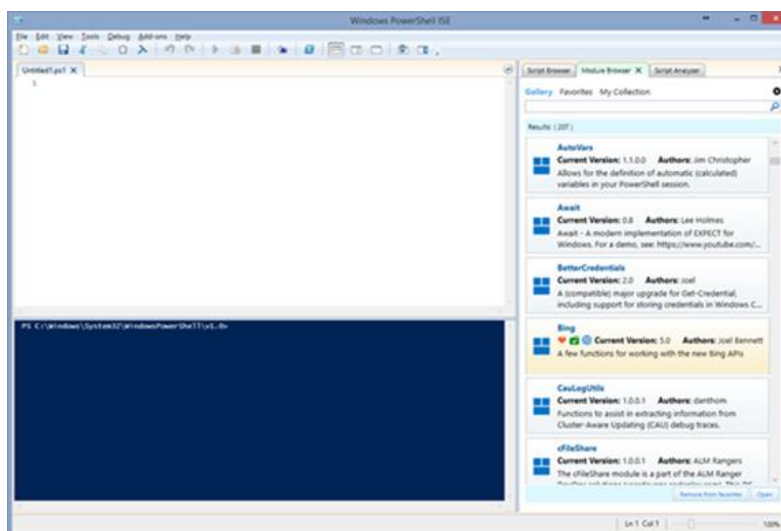 Windows PowerShell ISE
File Edit View Tools Debug Add-ons Help
Untitled1.ps1 X
1
PS C:\Windows\System32\WindowsPowerShell\v1.0>
Script Browser Module Browser X Script Analyzer
Gallery Favorites My Collection
Results: (207)
AutoVars
Current Version: 1.1.0.0 Authors: Jim Christopher
Allows for the definition of automatic (calculated)
variables in your PowerShell session.
Await
Current Version: 0.8 Authors: Lee Holmes
Await - A modern implementation of EXPECT for
Windows. For a demo, see: https://www.youtube.com/...
BetterCredentials
Current Version: 2.0 Authors: Joel
A (compatible) major upgrade for Get-Credential,
including support for storing credentials in Windows C...
Bing
Current Version: 5.0 Authors: Joel Bennett
A few functions for working with the new Bing APIs
CauLogUtils
Current Version: 1.0.0.1 Authors: danthom
Functions to assist in extracting information from
Cluster-Aware Updating (CAU) debug traces.
cFileShare
Current Version: 1.0.0.1 Authors: ALM Rangers
The cFileShare module is a part of the ALM Ranger
Remove from favorites Open
Ln 1 Col 1 100%